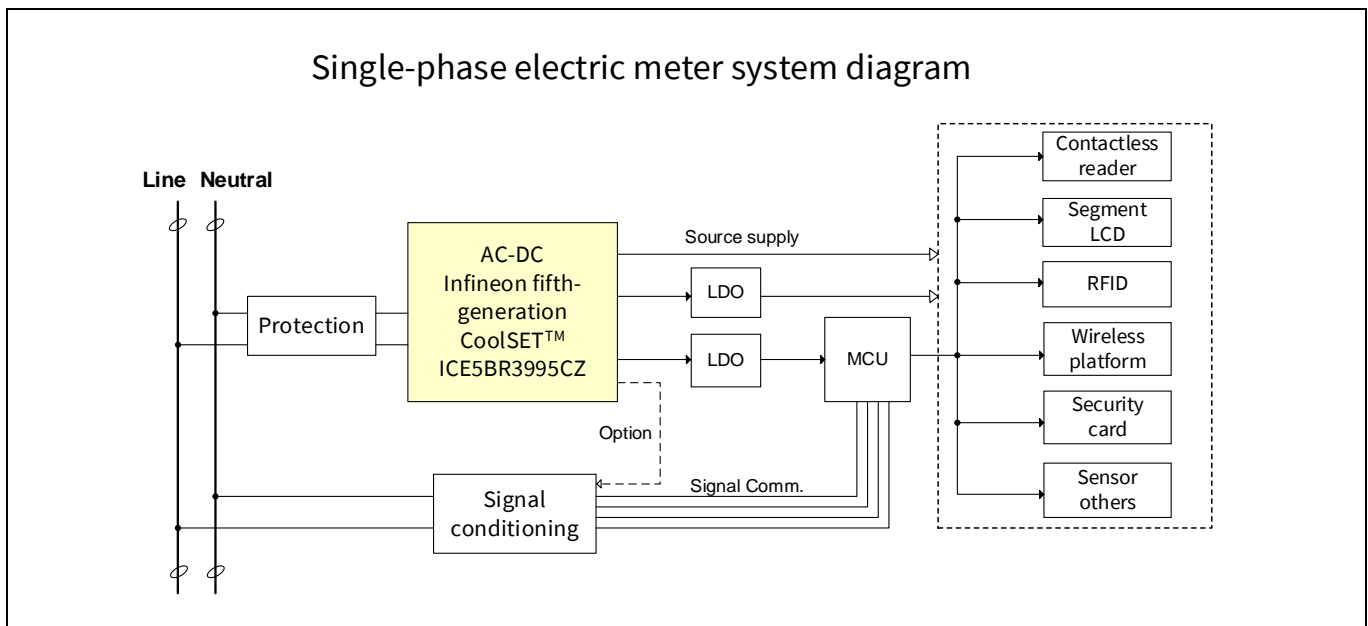 Single-phase electric meter system diagram
Line Neutral
Protection
AC-DC
Infineon fifth-
generation
CoolSET™
ICE5BR3995CZ
Source supply
LDO
LDO
MCU
Option
Signal
conditioning
Signal Comm.
Contactless
reader
Segment
LCD
RFID
Wireless
platform
Security
card
Sensor
others